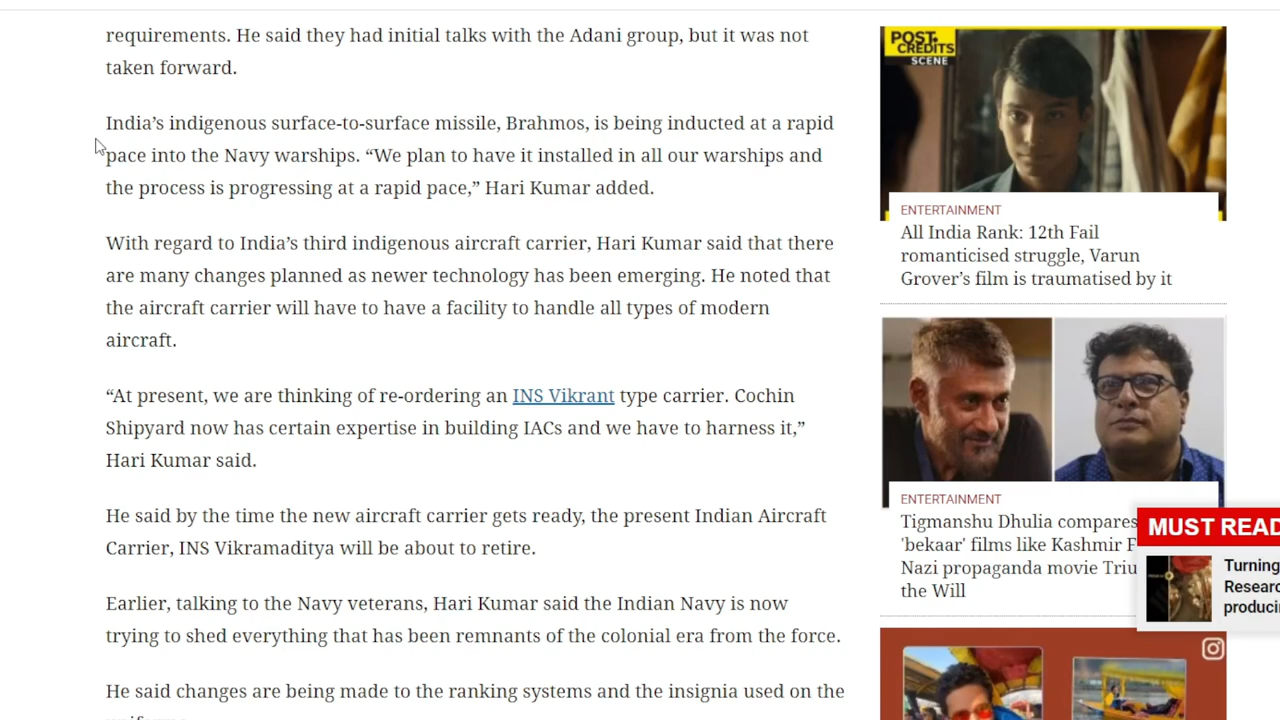 requirements. He said they had initial talks with the Adani group, but it was not
taken forward.
India’s indigenous surface-to-surface missile, Brahmos, is being inducted at a rapid
pace into the Navy warships. “We plan to have it installed in all our warships and
the process is progressing at a rapid pace,” Hari Kumar added.
With regard to India’s third indigenous aircraft carrier, Hari Kumar said that there
are many changes planned as newer technology has been emerging. He noted that
the aircraft carrier will have to have a facility to handle all types of modern
aircraft.
“At present, we are thinking of re-ordering an INS Vikrant type carrier. Cochin
Shipyard now has certain expertise in building IACs and we have to harness it,”
Hari Kumar said.
He said by the time the new aircraft carrier gets ready, the present Indian Aircraft
Carrier, INS Vikramaditya will be about to retire.
Earlier, talking to the Navy veterans, Hari Kumar said the Indian Navy is now
trying to shed everything that has been remnants of the colonial era from the force.
He said changes are being made to the ranking systems and the insignia used on the
POST
CREDITS
SCENE
ENTERTAINMENT
All India Rank: 12th Fail
romanticised struggle, Varun
Grover’s film is traumatised by it
ENTERTAINMENT
Tigmanshu Dhulia compares
'bekaar' films like Kashmir F
Nazi propaganda movie Triu
the Will
MUST READ
Turning
Researc
produci